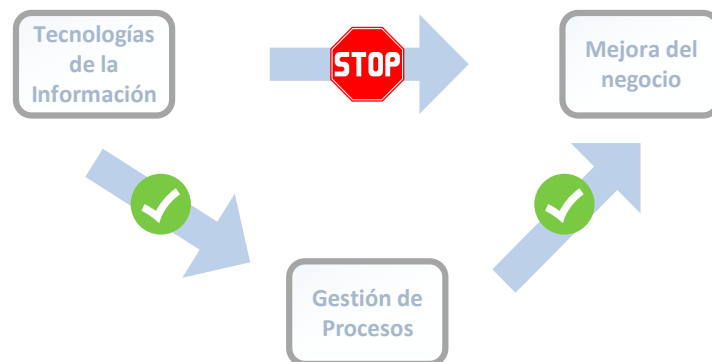 Tecnologías
de la
Información
STOP
Mejora del
negocio
Gestión de
Procesos